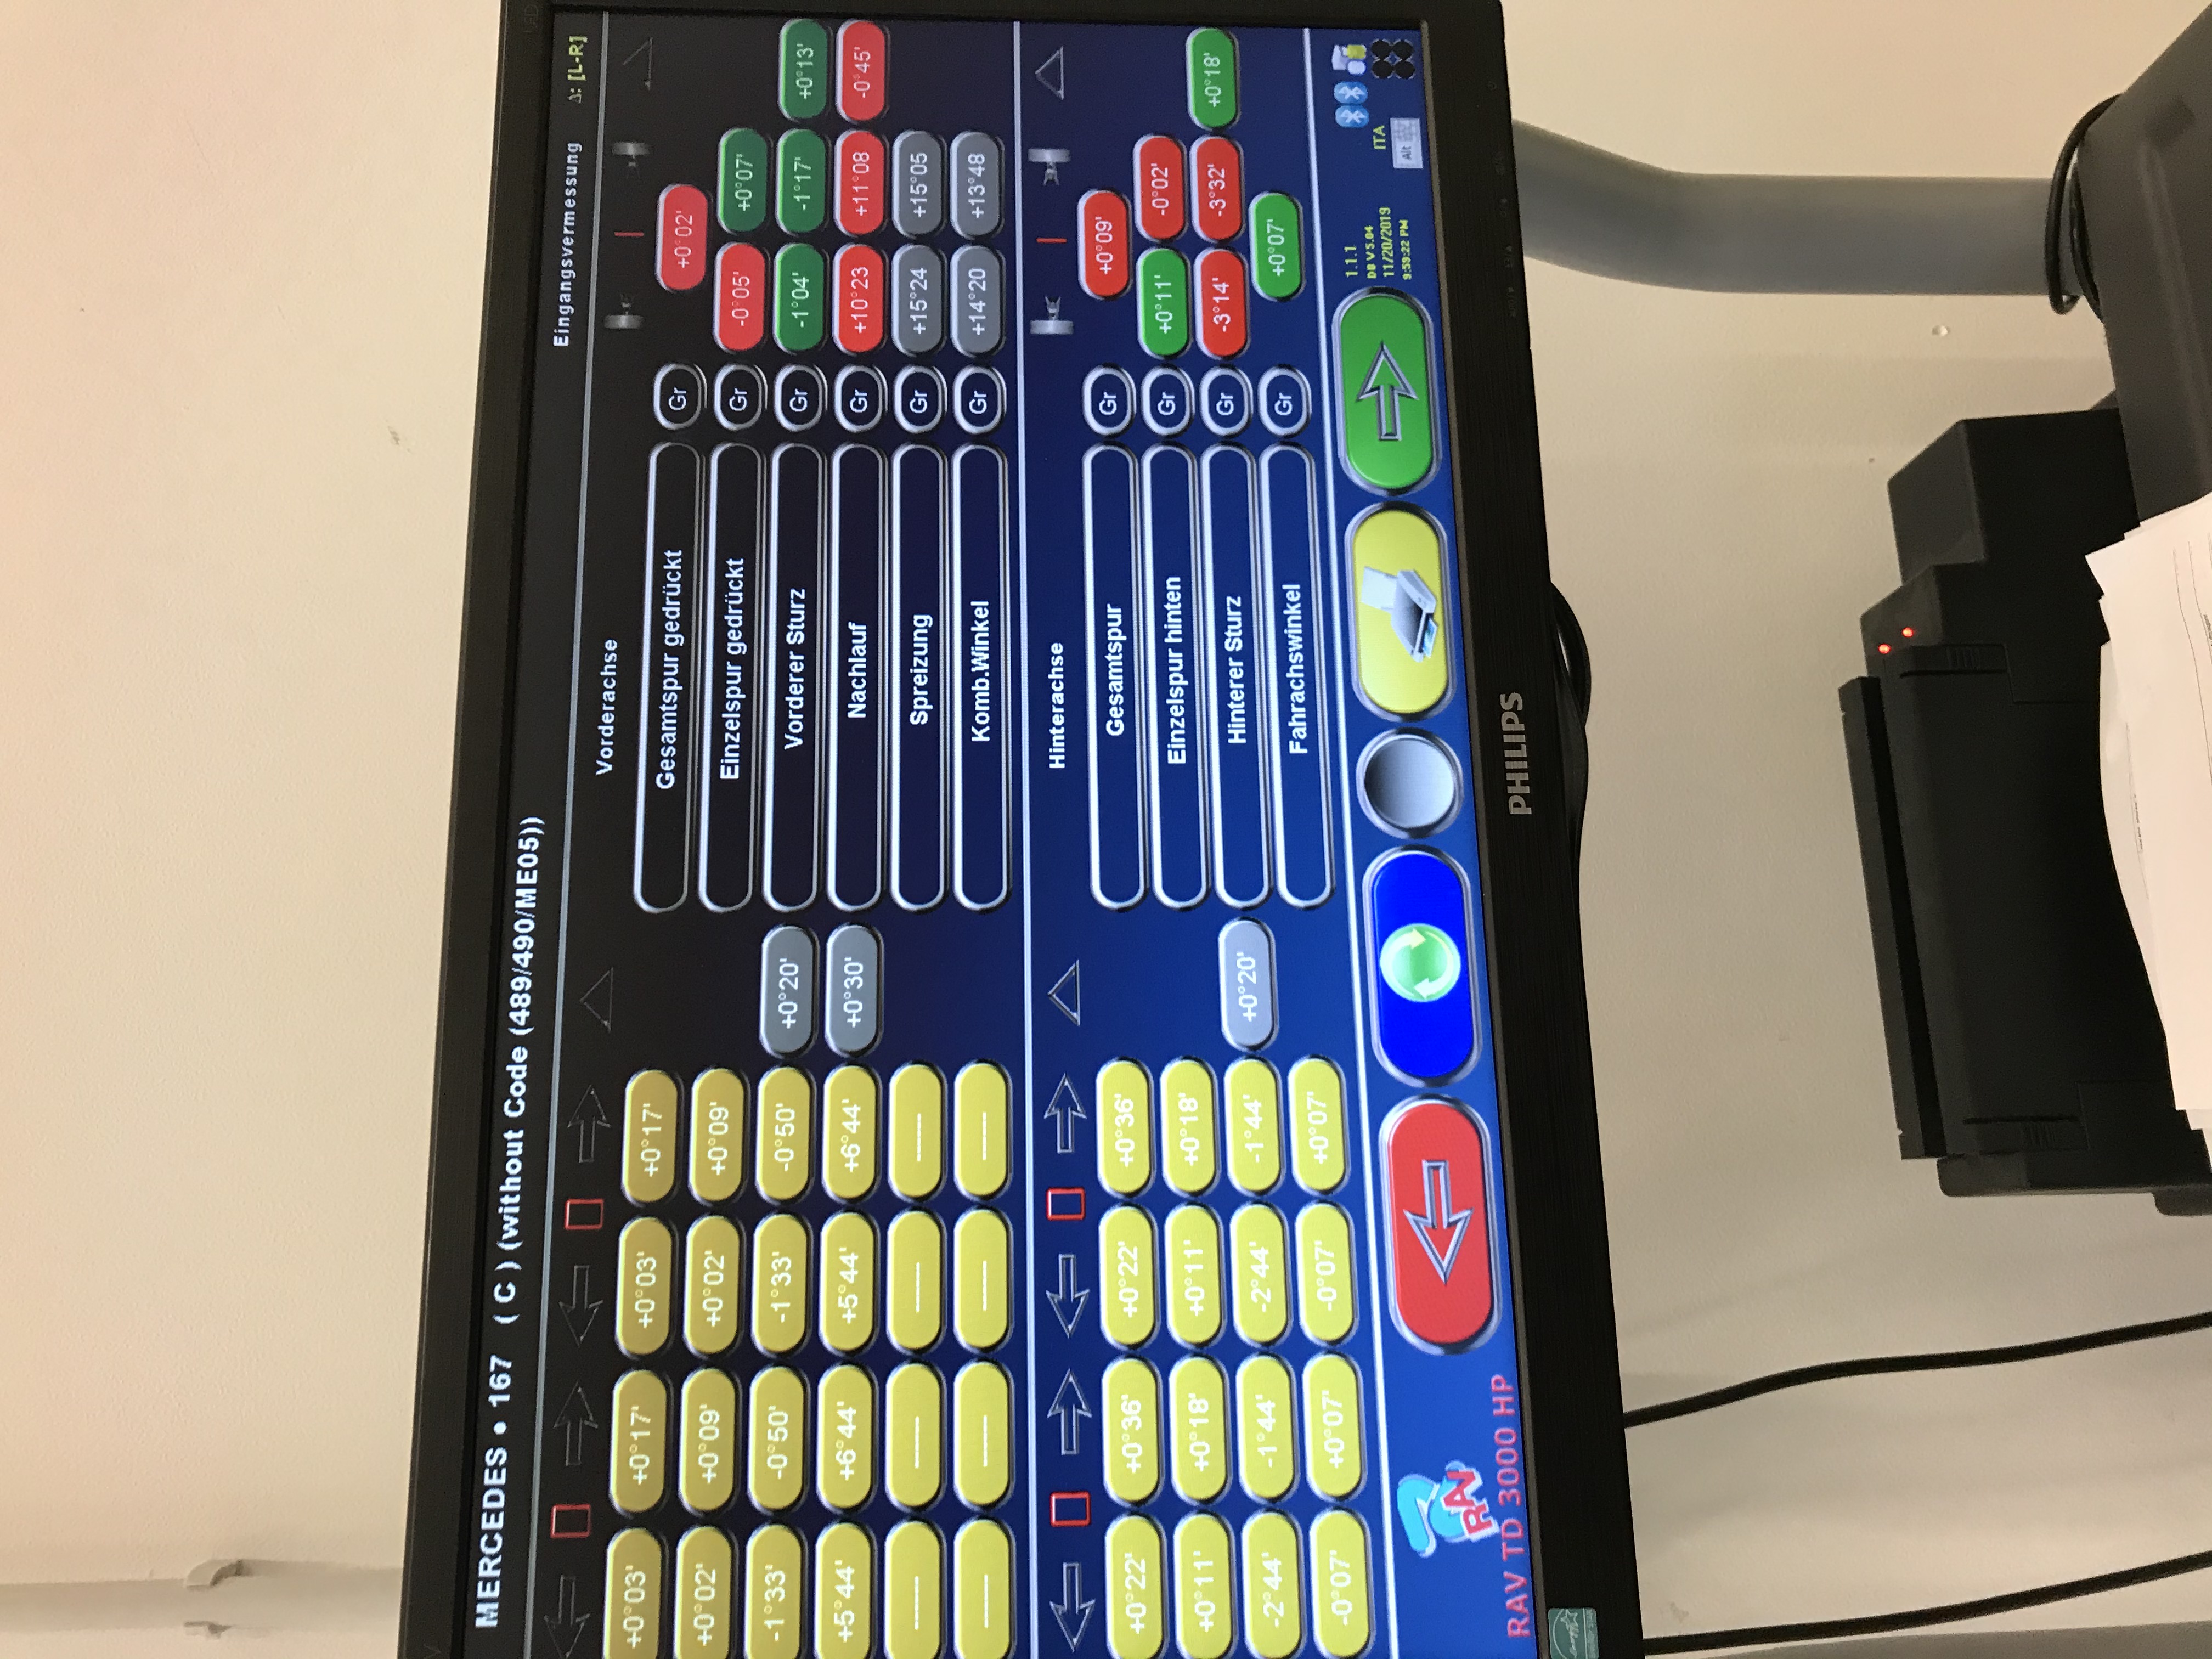 MERCEDES • 167 ( C ) (without Code (489/490/ME05))
Eingangsvermessung Δ: [L-R]
Vorderachse
+0°03' +0°17' +0°03' +0°17' Gesamtspur gedrückt Gr +0°02'
+0°02' +0°09' +0°02' +0°09' Einzelspur gedrückt Gr -0°05' +0°07'
-1°33' -0°50' -1°33' -0°50' +0°20' Vorderer Sturz Gr -1°04' -1°17' +0°13'
+5°44' +6°44' +5°44' +6°44' +0°30' Nachlauf Gr +10°23 +11°08 -0°45'
------ ------ ------ ------ Spreizung Gr +15°24 +15°05
------ ------ ------ ------ Komb.Winkel Gr +14°20 +13°48
Hinterachse
+0°22' +0°36' +0°22' +0°36' Gesamtspur Gr +0°09'
+0°11' +0°18' +0°11' +0°18' Einzelspur hinten Gr +0°11' -0°02'
-2°44' -1°44' -2°44' -1°44' +0°20' Hinterer Sturz Gr -3°14' -3°32' +0°18'
-0°07' +0°07' -0°07' +0°07' Fahrachswinkel Gr +0°07'
1.1.1
DB V 5.04
11/20/2019
9:59:22 PM
ITA
Alt
RAV
RAV TD 3000 HP
PHILIPS